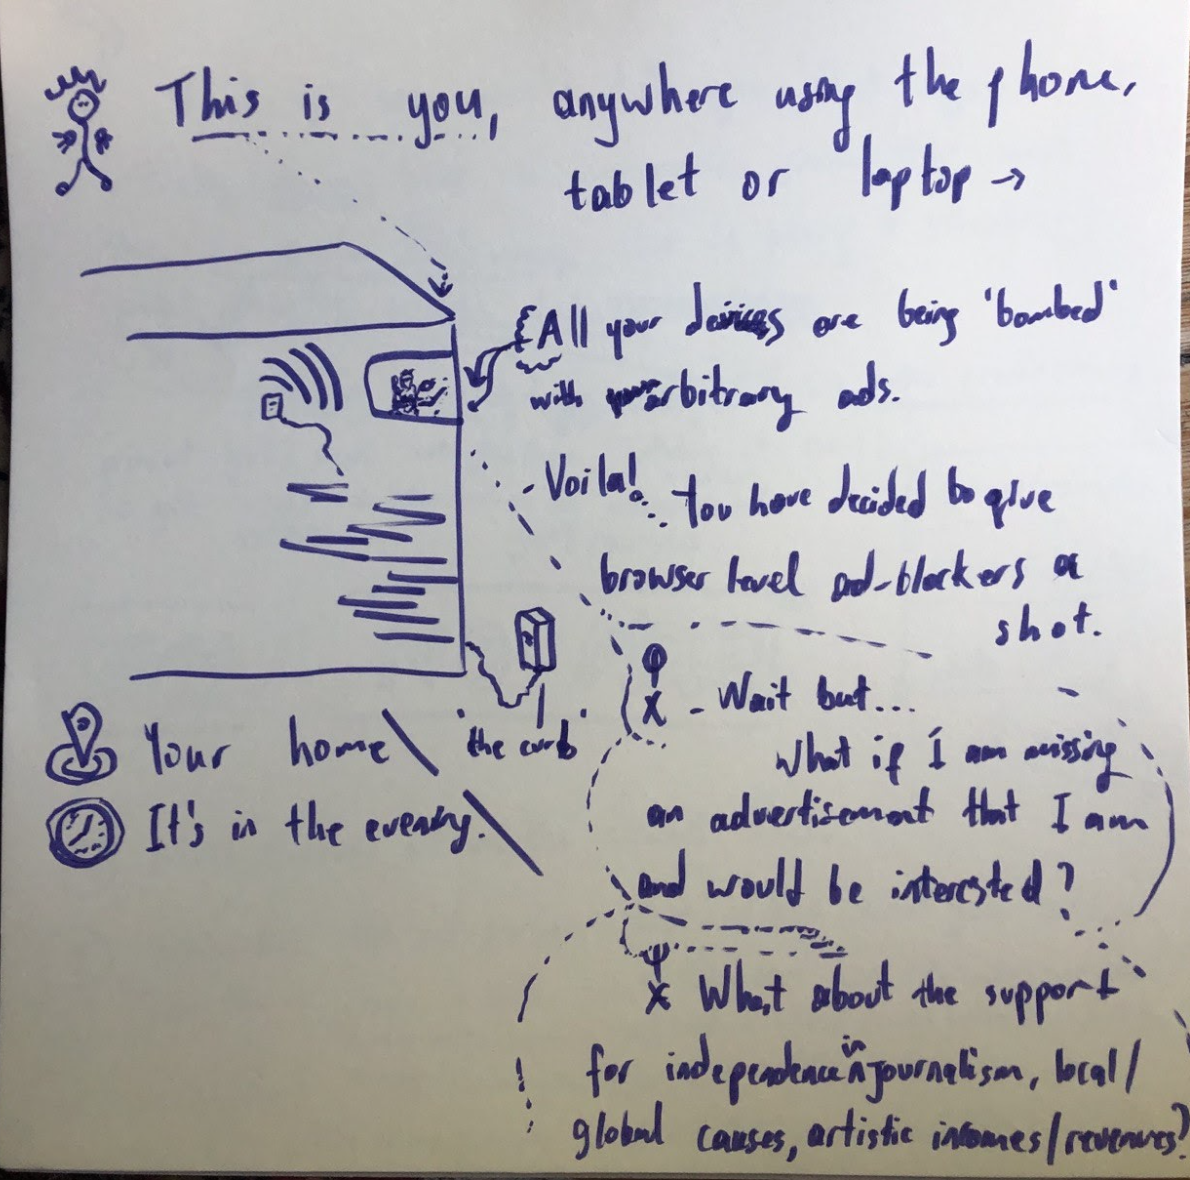 This is you, anywhere using the phone,
tablet or laptop →
All your devices are being 'bombed'
with arbitrary ads.
- Voila! You have decided to give
browser level ad-blockers a
shot.
- Wait but...
What if I am missing
an advertisement that I am
and would be interested?
What about the support
for independence in journalism, local/
global causes, artistic incomes/revenues?
Your home
the curb
It's in the evening.